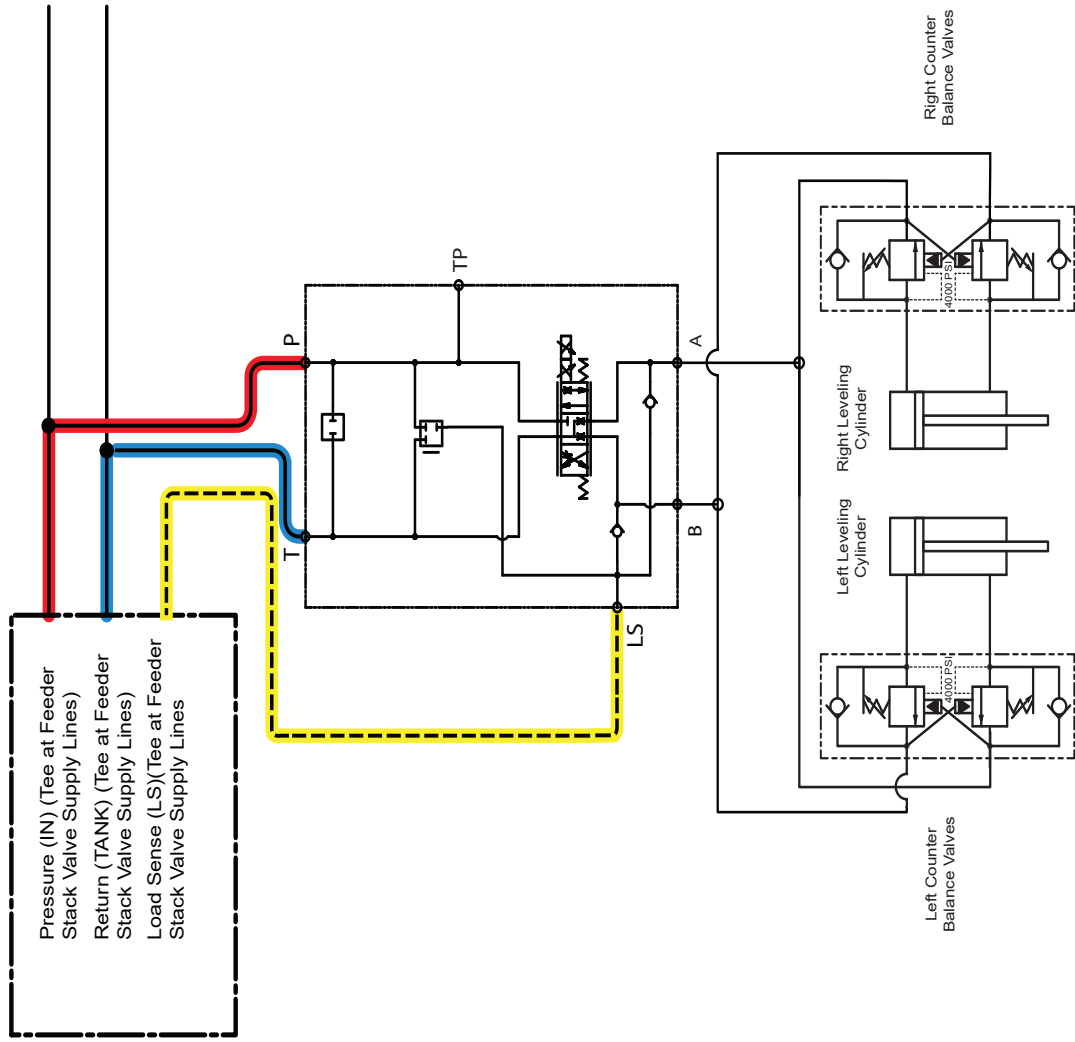 Pressure (IN) (Tee at Feeder
Stack Valve Supply Lines)
Return (TANK) (Tee at Feeder
Stack Valve Supply Lines)
Load Sense (LS)(Tee at Feeder
Stack Valve Supply Lines
P
T
TP
LS
A
B
Right Counter
Balance Valves
4000 PSI
Right Leveling
Cylinder
Left Leveling
Cylinder
4000 PSI
Left Counter
Balance Valves